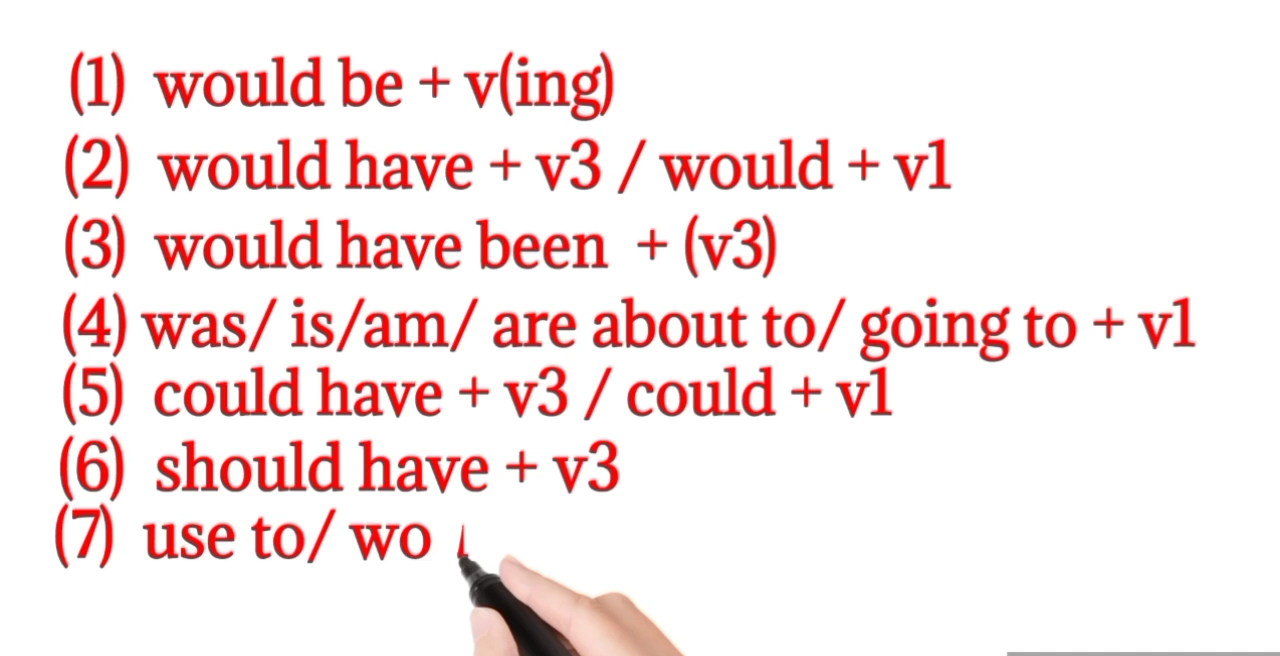 (1) would be + v(ing)
(2) would have + v3 / would + v1
(3) would have been + (v3)
(4) was/ is/am/ are about to/ going to + v1
(5) could have + v3 / could + v1
(6) should have + v3
(7) use to/ wo